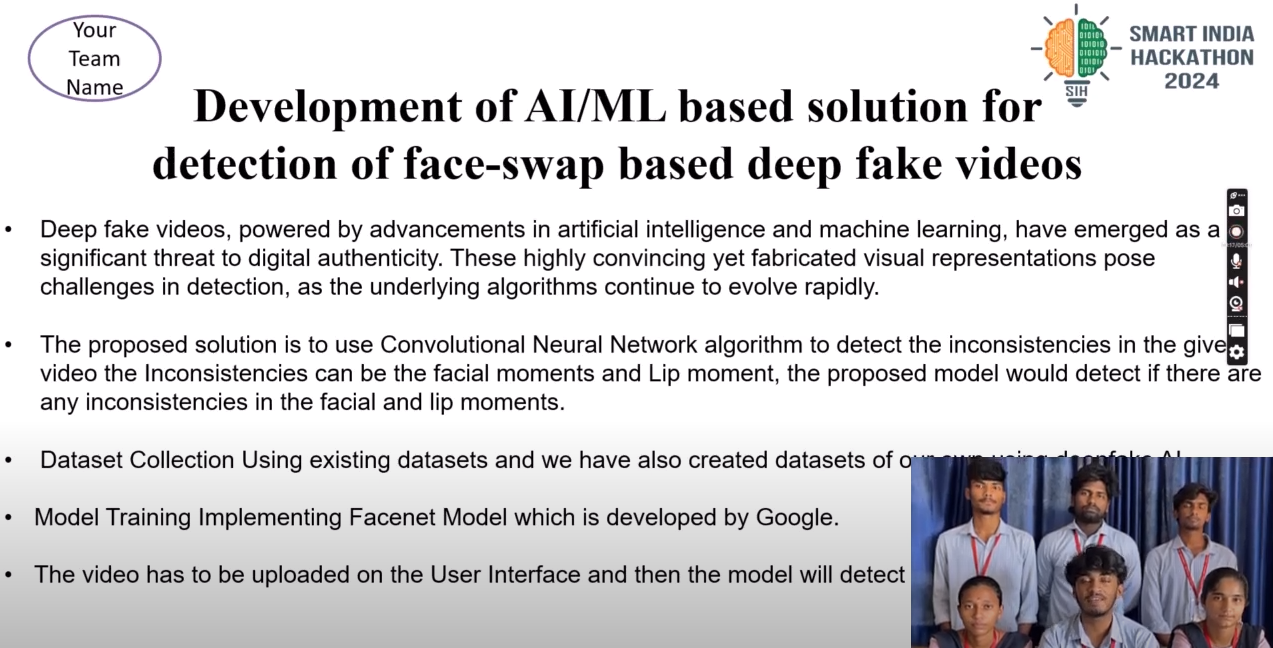 Your
Team
Name
SIH
SMART INDIA
HACKATHON
2024
Development of AI/ML based solution for
detection of face-swap based deep fake videos
• Deep fake videos, powered by advancements in artificial intelligence and machine learning, have emerged as a
significant threat to digital authenticity. These highly convincing yet fabricated visual representations pose
challenges in detection, as the underlying algorithms continue to evolve rapidly.
• The proposed solution is to use Convolutional Neural Network algorithm to detect the inconsistencies in the give
video the Inconsistencies can be the facial moments and Lip moment, the proposed model would detect if there are
any inconsistencies in the facial and lip moments.
• Dataset Collection Using existing datasets and we have also created datasets of our own using deepfake AI
• Model Training Implementing Facenet Model which is developed by Google.
• The video has to be uploaded on the User Interface and then the model will detect